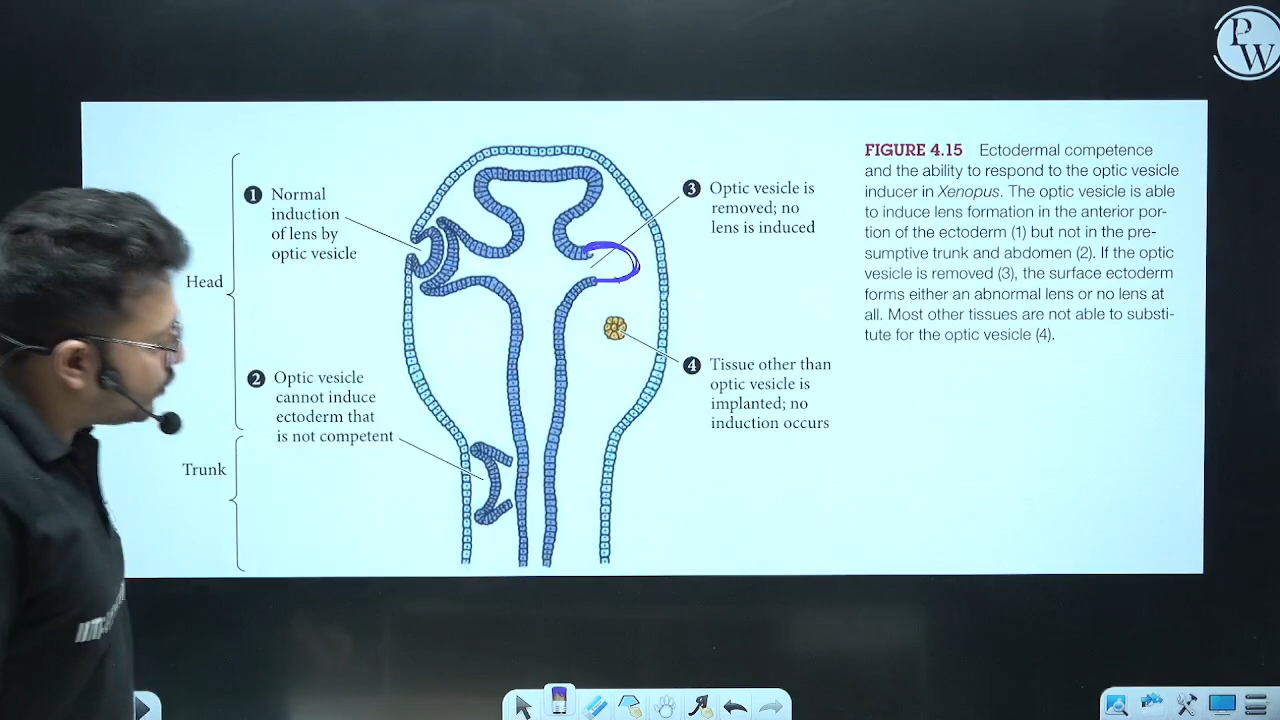 PW
FIGURE 4.15 Ectodermal competence
and the ability to respond to the optic vesicle
inducer in Xenopus. The optic vesicle is able
to induce lens formation in the anterior por-
tion of the ectoderm (1) but not in the pre-
sumptive trunk and abdomen (2). If the optic
vesicle is removed (3), the surface ectoderm
forms either an abnormal lens or no lens at
all. Most other tissues are not able to substi-
tute for the optic vesicle (4).
1 Normal
induction
of lens by
optic vesicle
3 Optic vesicle is
removed; no
lens is induced
Head
2 Optic vesicle
cannot induce
ectoderm that
is not competent
4 Tissue other than
optic vesicle is
implanted; no
induction occurs
Trunk